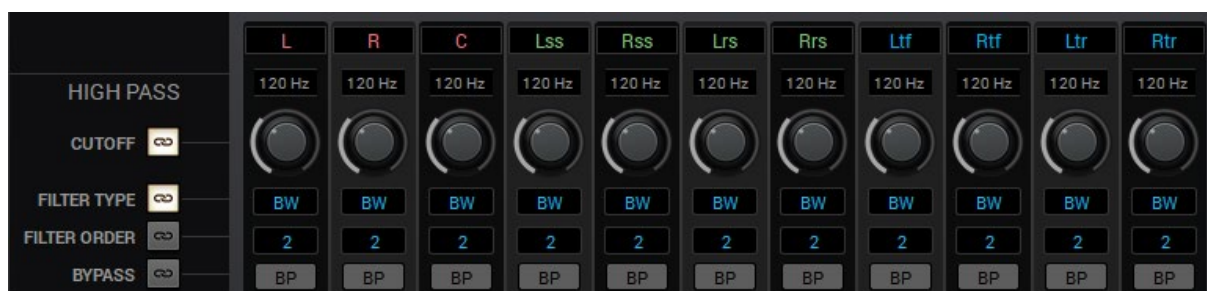 L R C Lss Rss Lrs Rrs Ltf Rtf Ltr Rtr
120 Hz 120 Hz 120 Hz 120 Hz 120 Hz 120 Hz 120 Hz 120 Hz 120 Hz 120 Hz 120 Hz
HIGH PASS
CUTOFF
FILTER TYPE BW BW BW BW BW BW BW BW BW BW BW
FILTER ORDER 2 2 2 2 2 2 2 2 2 2 2
BYPASS BP BP BP BP BP BP BP BP BP BP BP